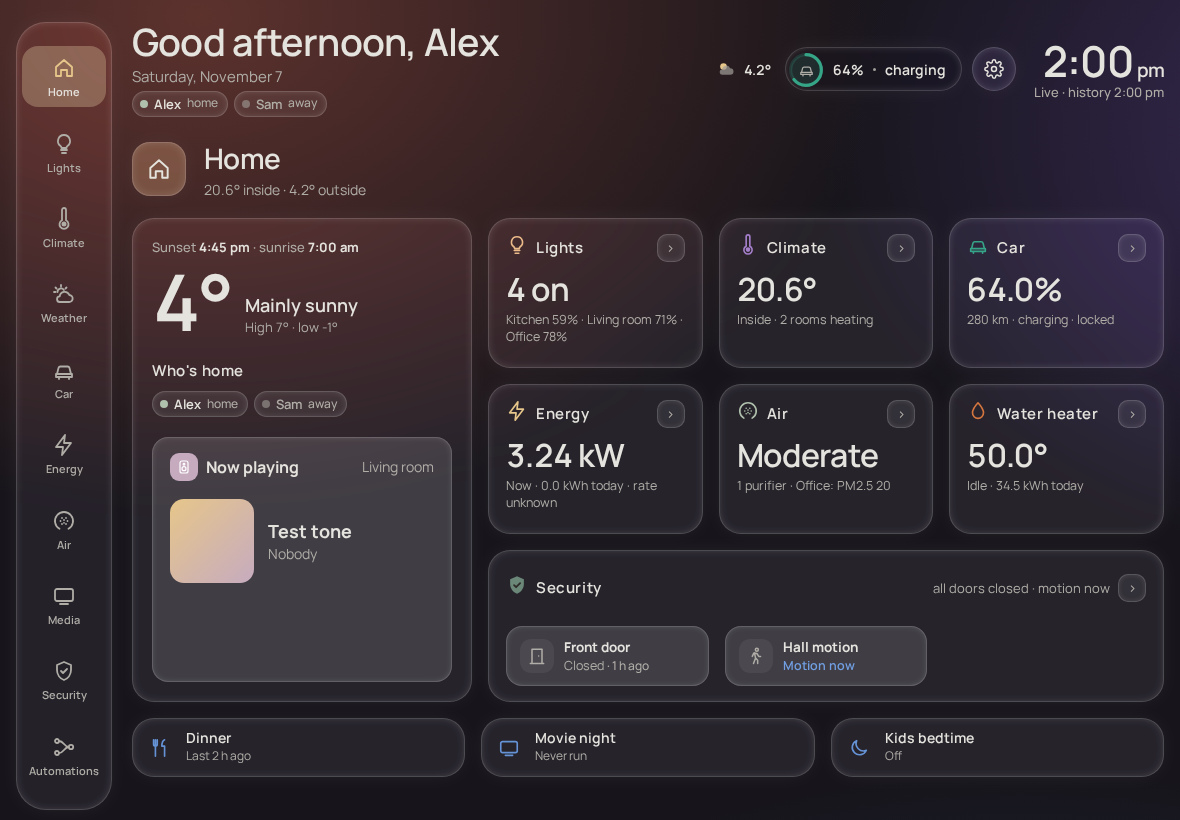 Good afternoon, Alex
Saturday, November 7
Alex home
Sam away
4.2°
64% · charging
2:00 pm
Live · history 2:00 pm
Home
Lights
Climate
Weather
Car
Energy
Air
Media
Security
Automations
Home
20.6° inside · 4.2° outside
Sunset 4:45 pm · sunrise 7:00 am
4°
Mainly sunny
High 7° · low -1°
Who's home
Alex home
Sam away
Now playing
Living room
Test tone
Nobody
Lights
4 on
Kitchen 59% · Living room 71% ·
Office 78%
Climate
20.6°
Inside · 2 rooms heating
Car
64.0%
280 km · charging · locked
Energy
3.24 kW
Now · 0.0 kWh today · rate
unknown
Air
Moderate
1 purifier · Office: PM2.5 20
Water heater
50.0°
Idle · 34.5 kWh today
Security
all doors closed · motion now
Front door
Closed · 1 h ago
Hall motion
Motion now
Dinner
Last 2 h ago
Movie night
Never run
Kids bedtime
Off